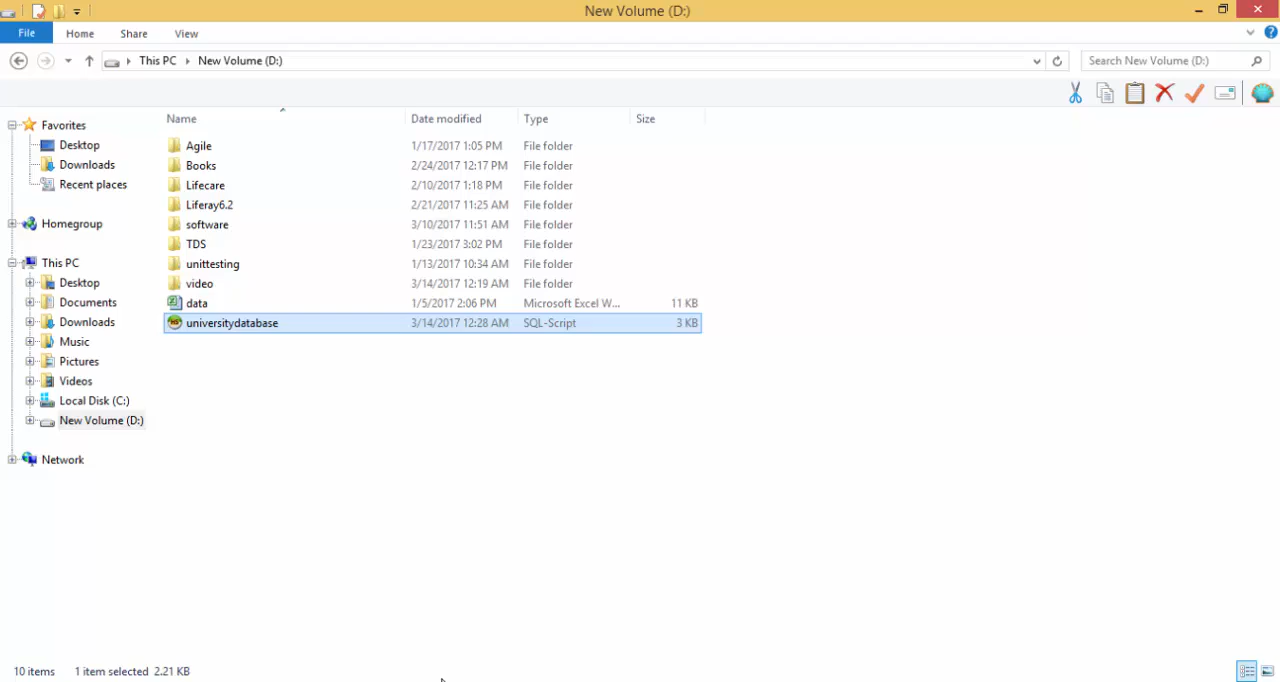 New Volume (D:)
File Home Share View
This PC New Volume (D:) Search New Volume (D:)
Name Date modified Type Size
Favorites
Desktop
Downloads
Recent places
Homegroup
This PC
Desktop
Documents
Downloads
Music
Pictures
Videos
Local Disk (C:)
New Volume (D:)
Network
Agile 1/17/2017 1:05 PM File folder
Books 2/24/2017 12:17 PM File folder
Lifecare 2/10/2017 1:18 PM File folder
Liferay6.2 2/21/2017 11:25 AM File folder
software 3/10/2017 11:51 AM File folder
TDS 1/23/2017 3:02 PM File folder
unittesting 1/13/2017 10:34 AM File folder
video 3/14/2017 12:19 AM File folder
data 1/5/2017 2:06 PM Microsoft Excel W... 11 KB
universitydatabase 3/14/2017 12:28 AM SQL-Script 3 KB
10 items 1 item selected 2.21 KB